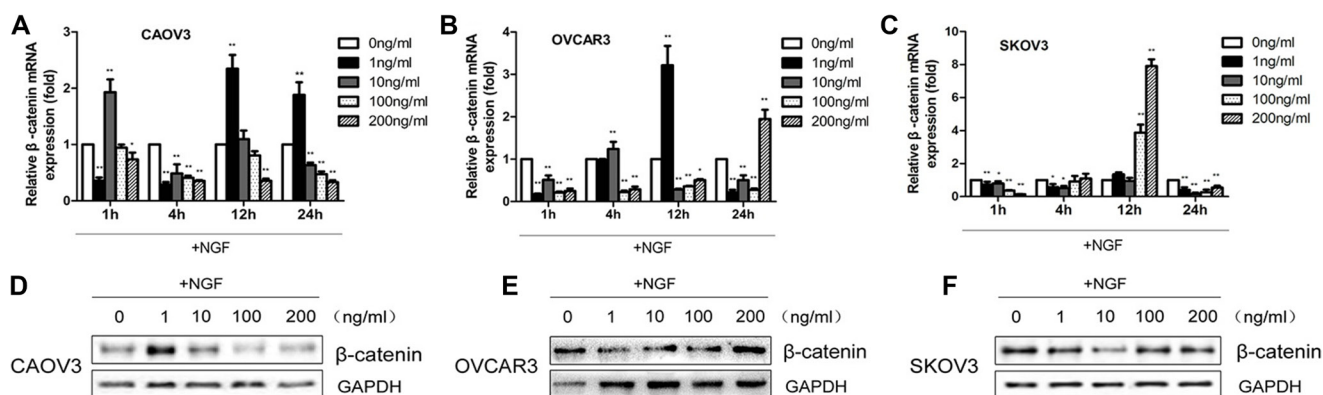 A
CAOV3
Relative β -catenin mRNA
expression (fold)
3
2
1
0
**
**
*
**
**
**
**
**
**
**
**
**
**
1h 4h 12h 24h
+NGF
0ng/ml
1ng/ml
10ng/ml
100ng/ml
200ng/ml
B
OVCAR3
Relative β -catenin mRNA
expression (fold)
4
3
2
1
0
**
**
**
**
**
**
**
**
**
**
*
**
**
**
**
1h 4h 12h 24h
+NGF
0ng/ml
1ng/ml
10ng/ml
100ng/ml
200ng/ml
C
SKOV3
Relative β -catenin mRNA
expression (fold)
10
8
6
4
2
0
**
*
**
**
*
**
**
**
**
**
**
**
1h 4h 12h 24h
+NGF
0ng/ml
1ng/ml
10ng/ml
100ng/ml
200ng/ml
D
+NGF
0 1 10 100 200 (ng/ml)
CAOV3
β-catenin
GAPDH
E
+NGF
0 1 10 100 200 (ng/ml)
OVCAR3
β-catenin
GAPDH
F
+NGF
0 1 10 100 200 (ng/ml)
SKOV3
β-catenin
GAPDH